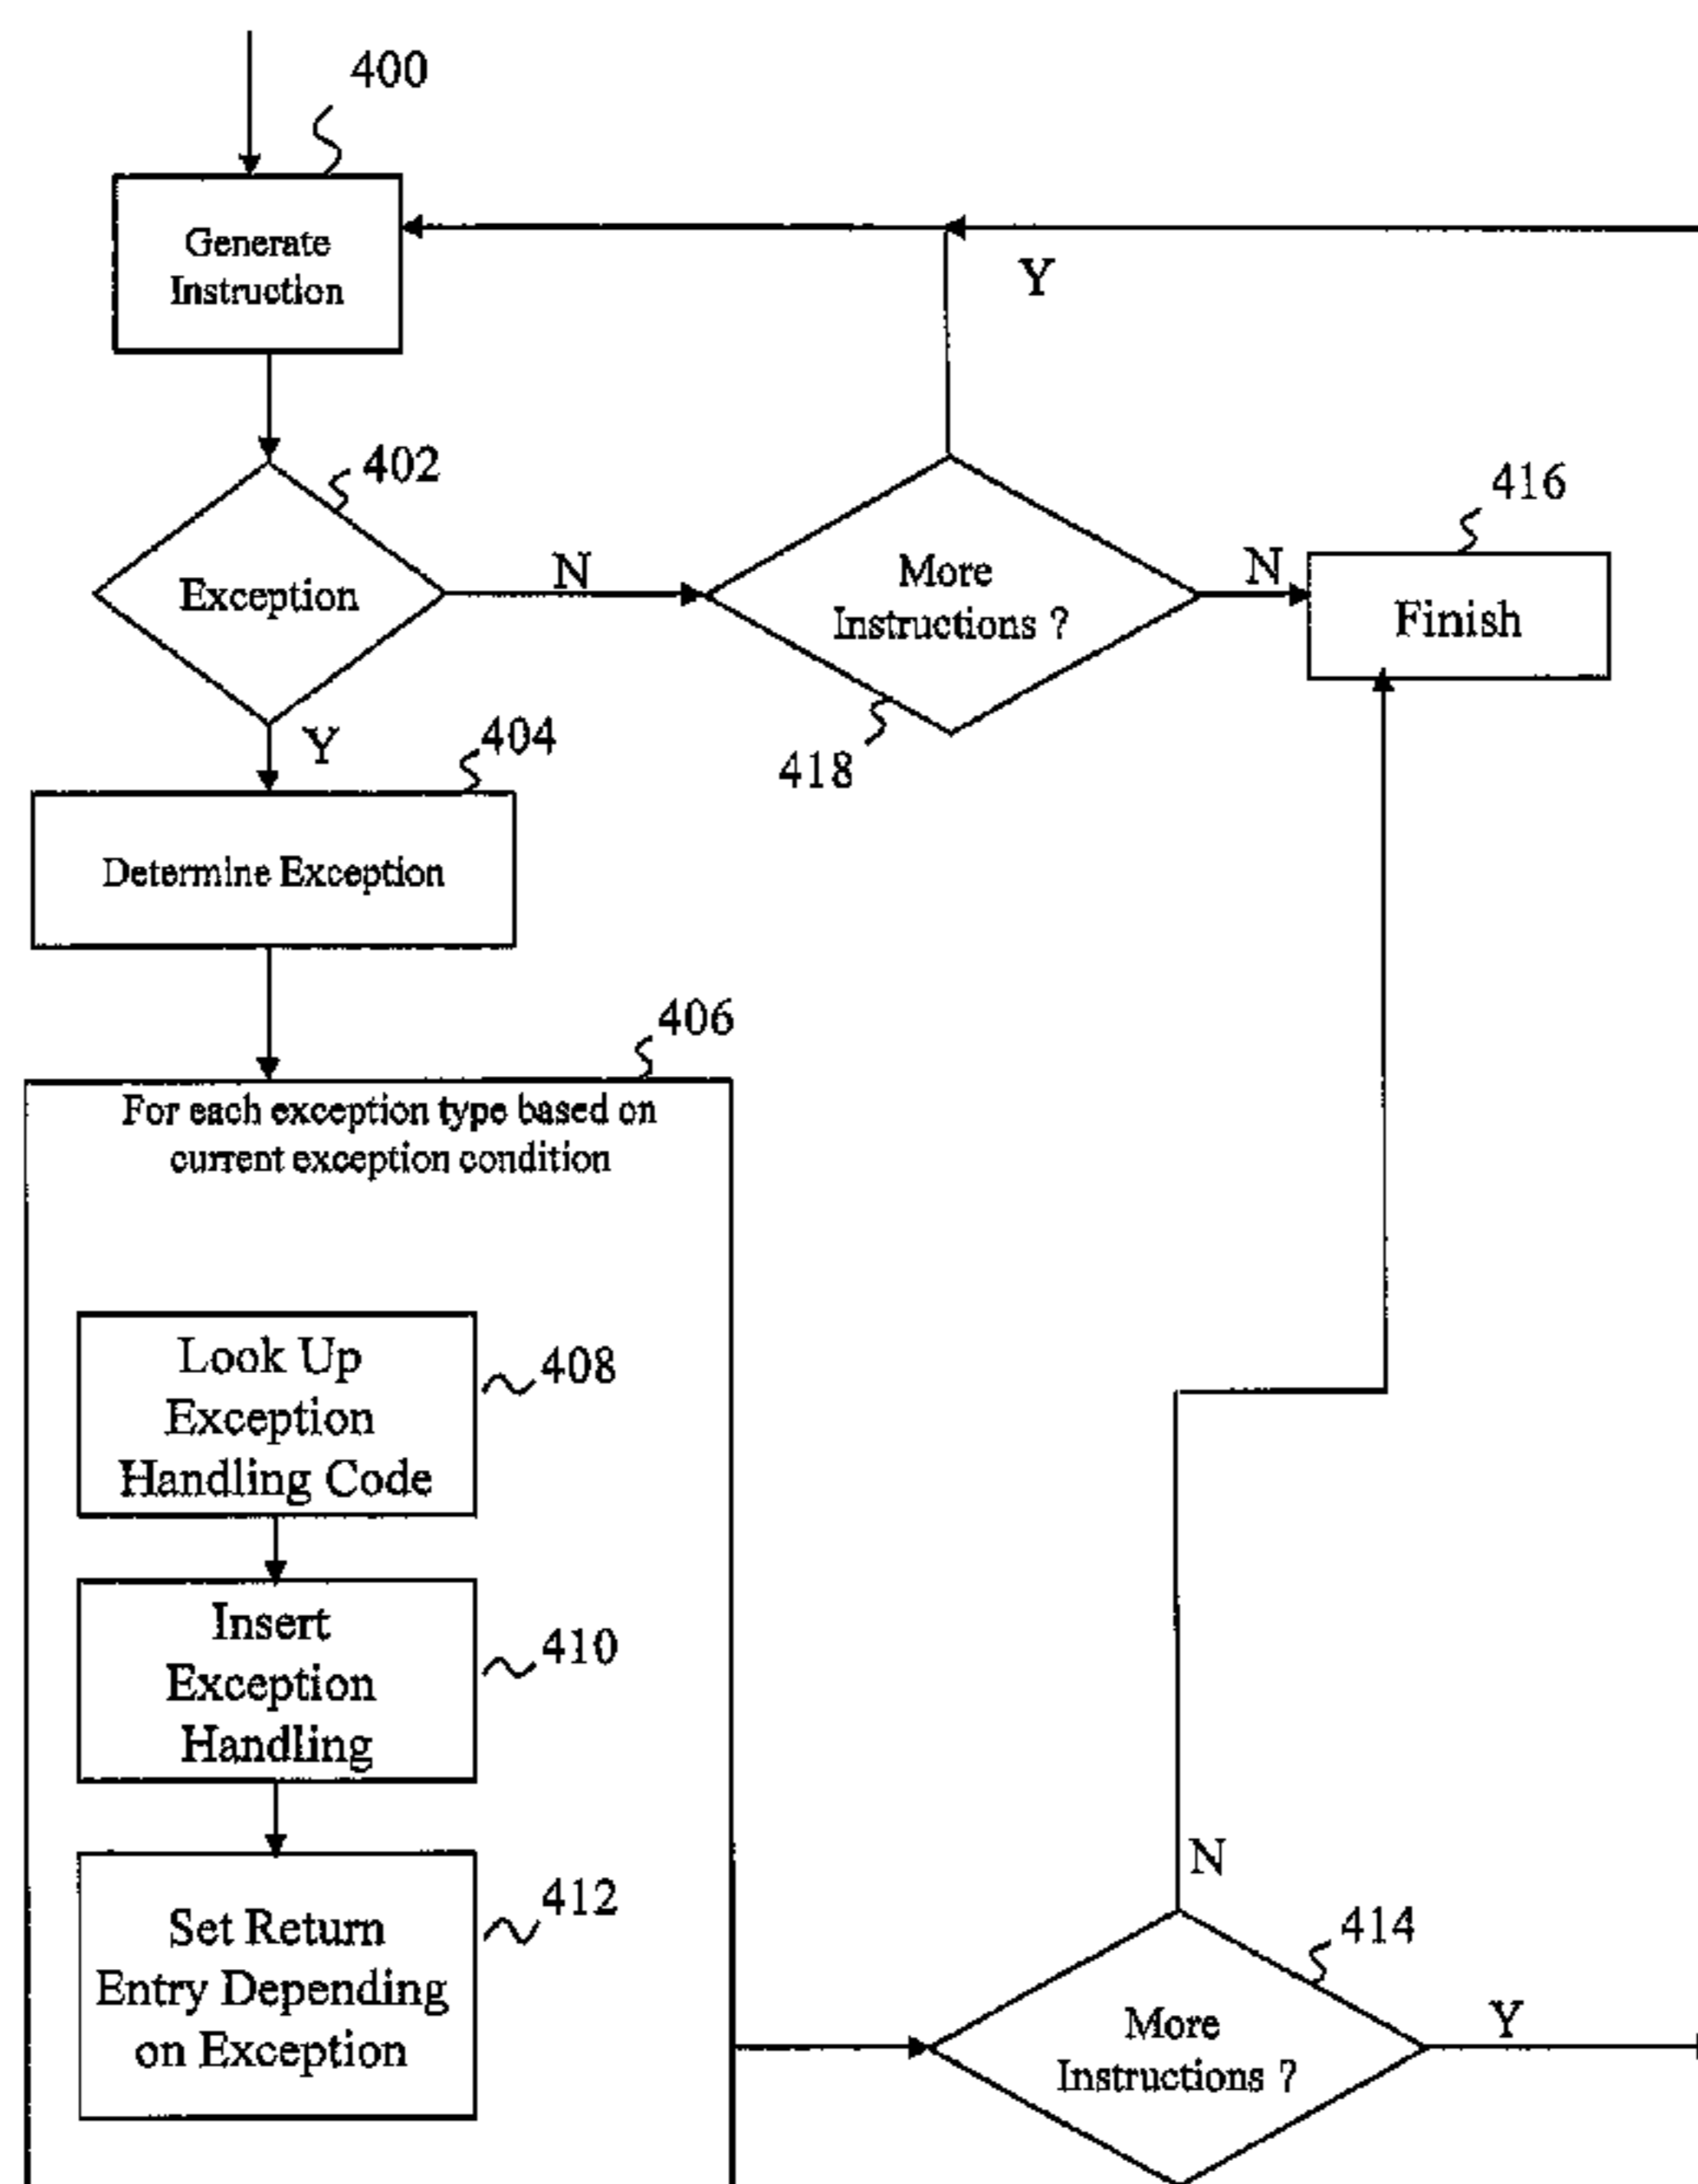 400
Generate
Instruction
Y
402
Exception
N
More
Instructions ?
N
416
Finish
418
Y
404
Determine Exception
406
For each exception type based on
current exception condition
Look Up
Exception
Handling Code
408
Insert
Exception
Handling
410
Set Return
Entry Depending
on Exception
412
N
414
More
Instructions ?
Y